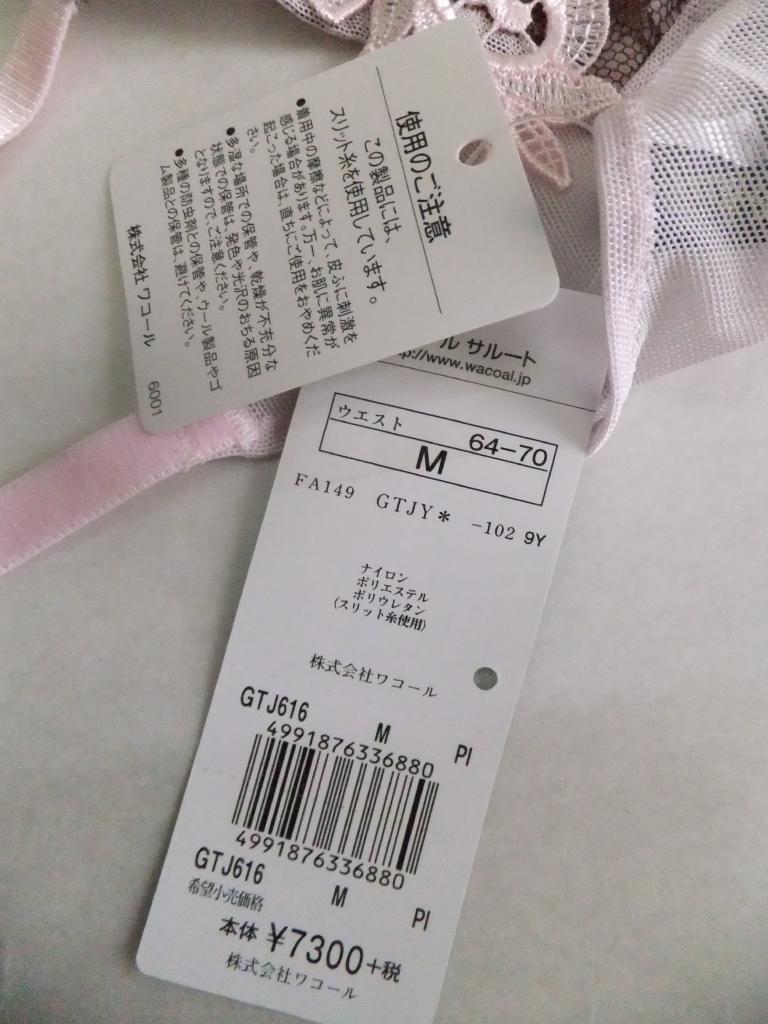 使用のご注意
この製品には、
スリット糸を使用しています。
●着用中の摩擦などによって、皮ふに刺激を
感じる場合があります。万一、お肌に異常が
起こった場合は、直ちにご使用をおやめくだ
さい。
●多湿な場所での保管や、乾燥が不充分な
状態での保管は、発色や光沢のおちる原因
となりますので、ご注意ください。
●多種の防虫剤との保管や、ウール製品やゴ
ム製品との保管は、避けてください。
株式会社 ワコール
6001
ル サルート
p://www.wacoal.jp
ウエスト 64-70
M
FA149 GTJY* -102 9Y
ナイロン
ポリエステル
ポリウレタン
(スリット糸使用)
株式会社ワコール
GTJ616 M PI
4991876336880
4991876336880
GTJ616 M PI
希望小売価格
本体 ¥7300+税
株式会社ワコール